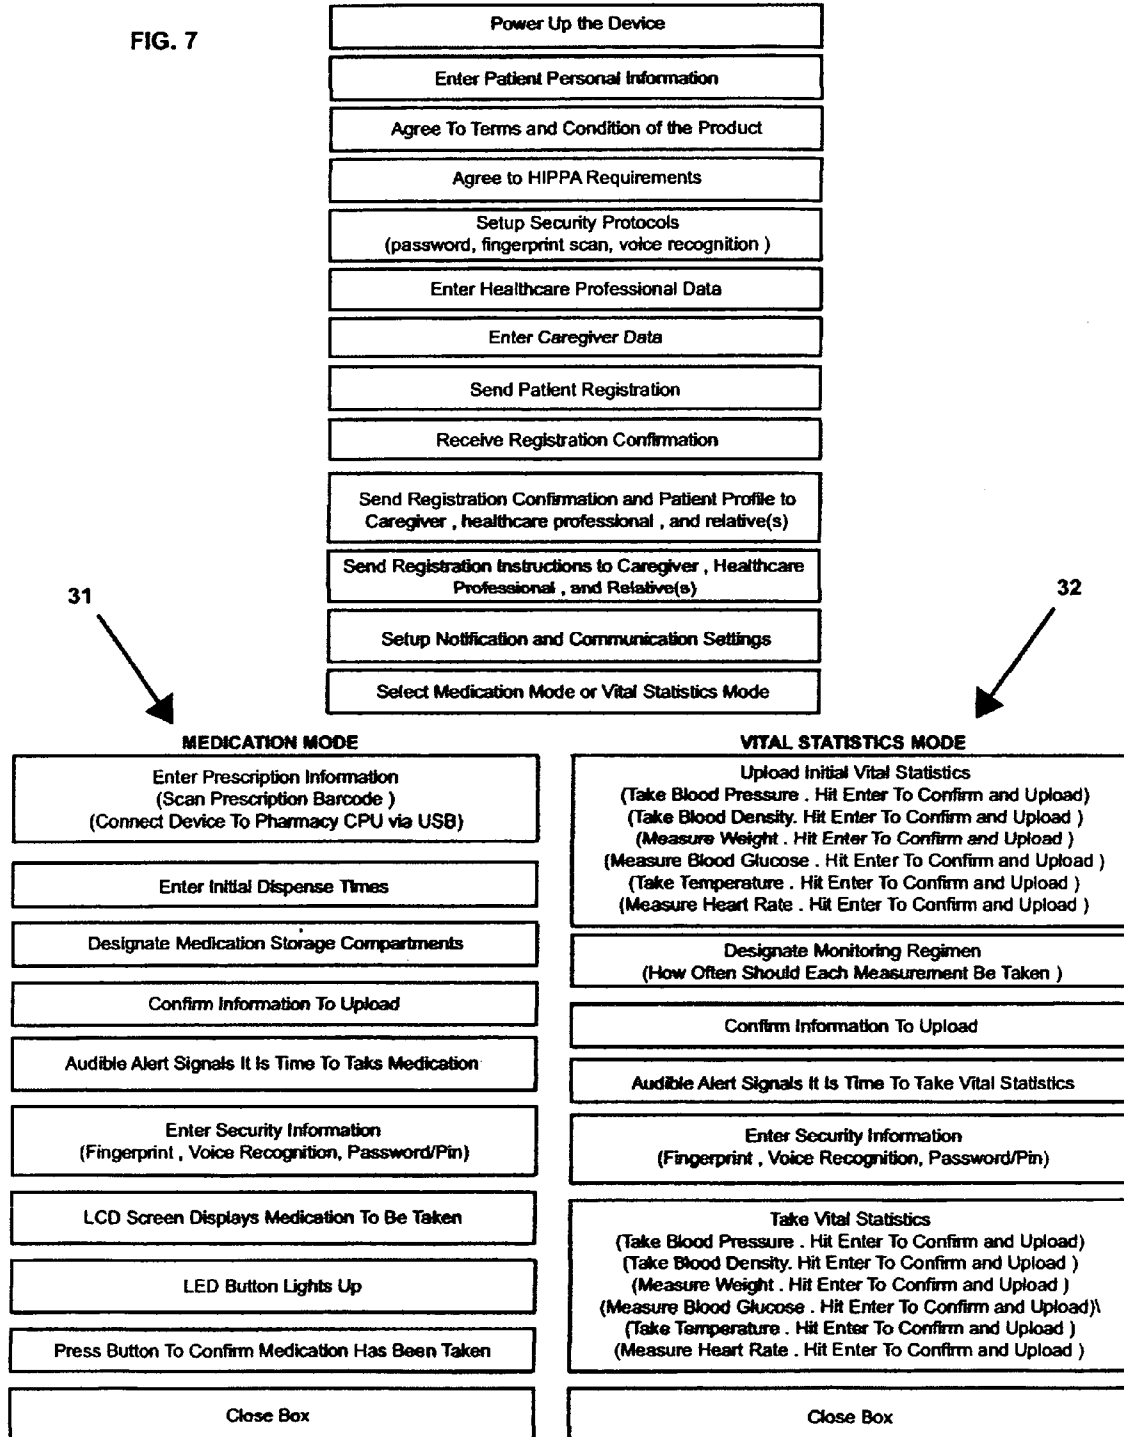 FIG. 7
Power Up the Device
Enter Patient Personal Information
Agree To Terms and Condition of the Product
Agree to HIPPA Requirements
Setup Security Protocols
(password, fingerprint scan, voice recognition )
Enter Healthcare Professional Data
Enter Caregiver Data
Send Patient Registration
Receive Registration Confirmation
Send Registration Confirmation and Patient Profile to
Caregiver , healthcare professional , and relative(s)
Send Registration Instructions to Caregiver , Healthcare
Professional , and Relative(s)
Setup Notification and Communication Settings
Select Medication Mode or Vital Statistics Mode
31
32
MEDICATION MODE
Enter Prescription Information
(Scan Prescription Barcode )
(Connect Device To Pharmacy CPU via USB)
Enter Initial Dispense Times
Designate Medication Storage Compartments
Confirm Information To Upload
Audible Alert Signals It Is Time To Taks Medication
Enter Security Information
(Fingerprint , Voice Recognition, Password/Pin)
LCD Screen Displays Medication To Be Taken
LED Button Lights Up
Press Button To Confirm Medication Has Been Taken
Close Box
VITAL STATISTICS MODE
Upload Initial Vital Statistics
(Take Blood Pressure . Hit Enter To Confirm and Upload)
(Take Blood Density. Hit Enter To Confirm and Upload )
(Measure Weight . Hit Enter To Confirm and Upload )
(Measure Blood Glucose . Hit Enter To Confirm and Upload )
(Take Temperature . Hit Enter To Confirm and Upload )
(Measure Heart Rate . Hit Enter To Confirm and Upload )
Designate Monitoring Regimen
(How Often Should Each Measurement Be Taken )
Confirm Information To Upload
Audible Alert Signals It Is Time To Take Vital Statistics
Enter Security Information
(Fingerprint , Voice Recognition, Password/Pin)
Take Vital Statistics
(Take Blood Pressure . Hit Enter To Confirm and Upload)
(Take Blood Density. Hit Enter To Confirm and Upload )
(Measure Weight . Hit Enter To Confirm and Upload )
(Measure Blood Glucose . Hit Enter To Confirm and Upload)\
(Take Temperature . Hit Enter To Confirm and Upload )
(Measure Heart Rate . Hit Enter To Confirm and Upload )
Close Box